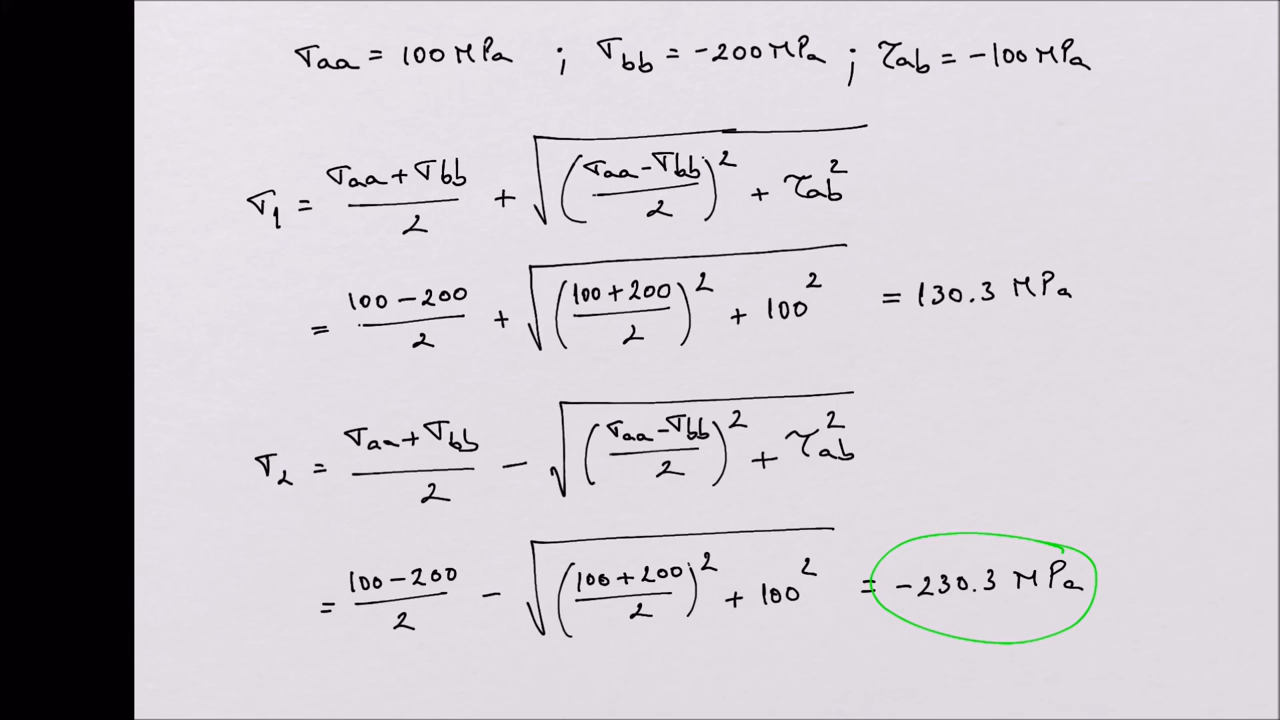 σaa = 100 MPa ; σbb = -200 MPa ; τab = -100 MPa
σ1 = (σaa + σbb)/2 + √(((σaa - σbb)/2)² + τab²)
= (100 - 200)/2 + √(((100 + 200)/2)² + 100²) = 130.3 MPa
σ2 = (σaa + σbb)/2 - √(((σaa - σbb)/2)² + τab²)
= (100 - 200)/2 - √(((100 + 200)/2)² + 100²) = -230.3 MPa